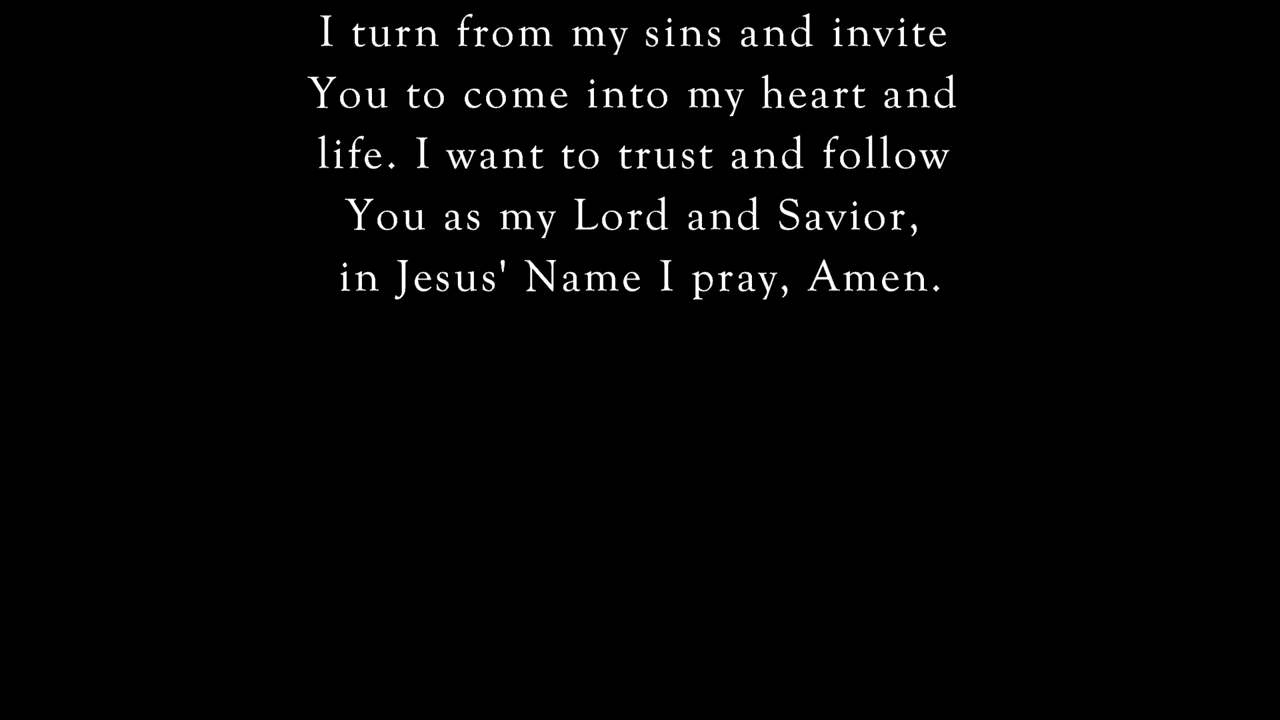 I turn from my sins and invite
You to come into my heart and
life. I want to trust and follow
You as my Lord and Savior,
in Jesus' Name I pray, Amen.